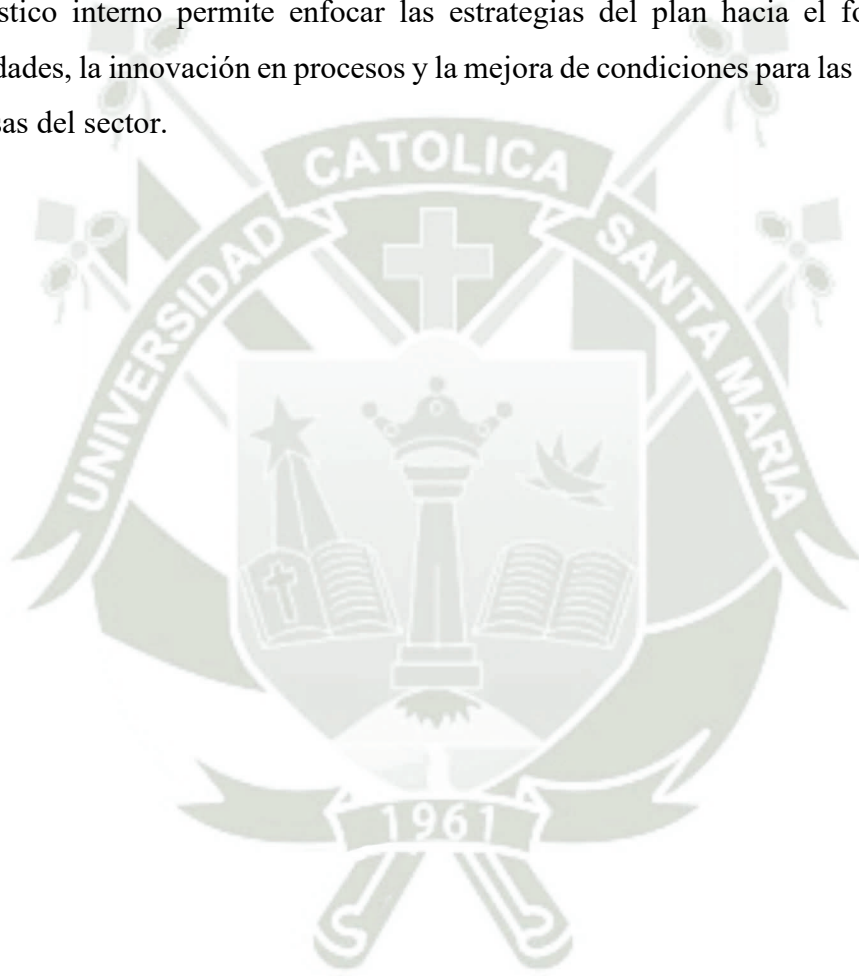 stico interno permite enfocar las estrategias del plan hacia el fo
dades, la innovación en procesos y la mejora de condiciones para las
sas del sector.
CATOLICA
UNIVERSIDAD
SANTA MARIA
1961